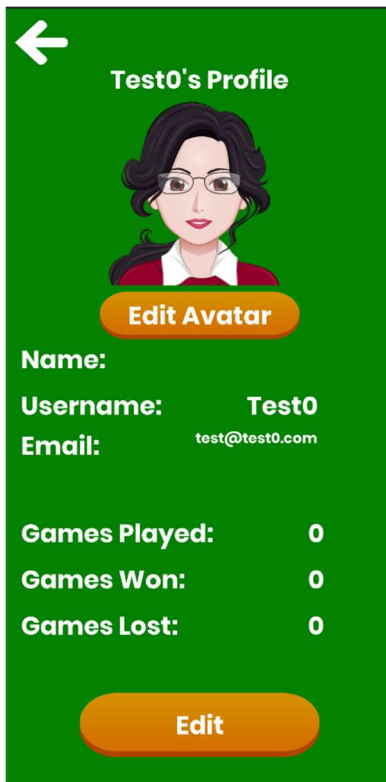 Test0's Profile
Edit Avatar
Name:
Username: Test0
Email: test@test0.com
Games Played: 0
Games Won: 0
Games Lost: 0
Edit